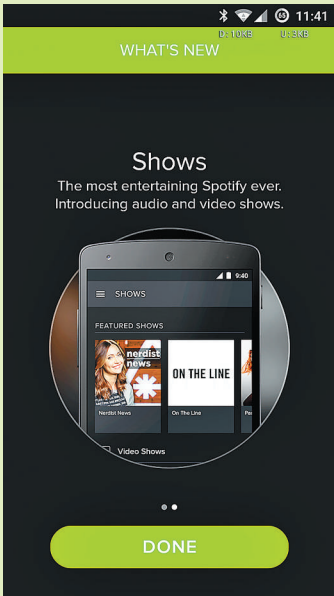 65 11:41
D:10KB U:3KB
WHAT'S NEW
Shows
The most entertaining Spotify ever.
Introducing audio and video shows.
9:40
SHOWS
FEATURED SHOWS
nerdist
news
ON THE LINE
Nerdist News
On The Line
Video Shows
DONE